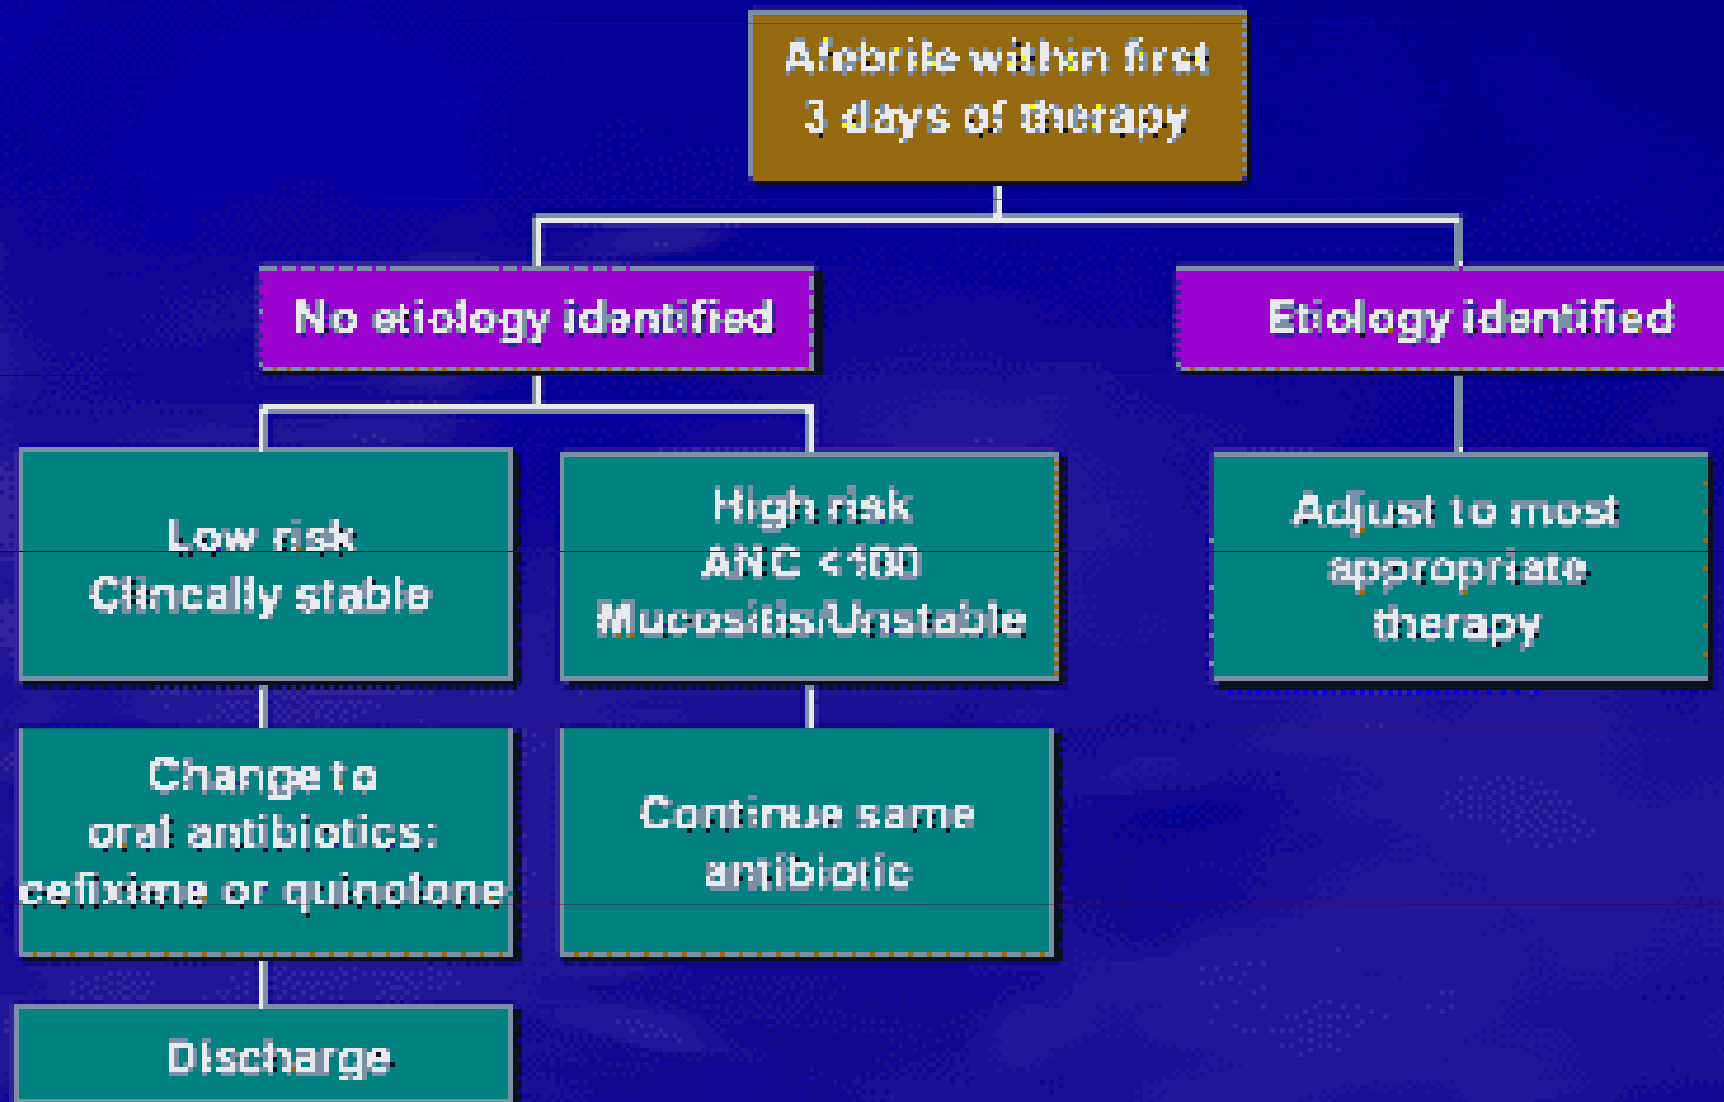 Afebrile within first
3 days of therapy
No etiology identified
Etiology identified
Low risk
Clincally stable
High risk
ANC <100
Mucositis/Unstable
Adjust to most
appropriate
therapy
Change to
oral antibiotics:
cefixime or quinolone
Continue same
antibiotic
Discharge